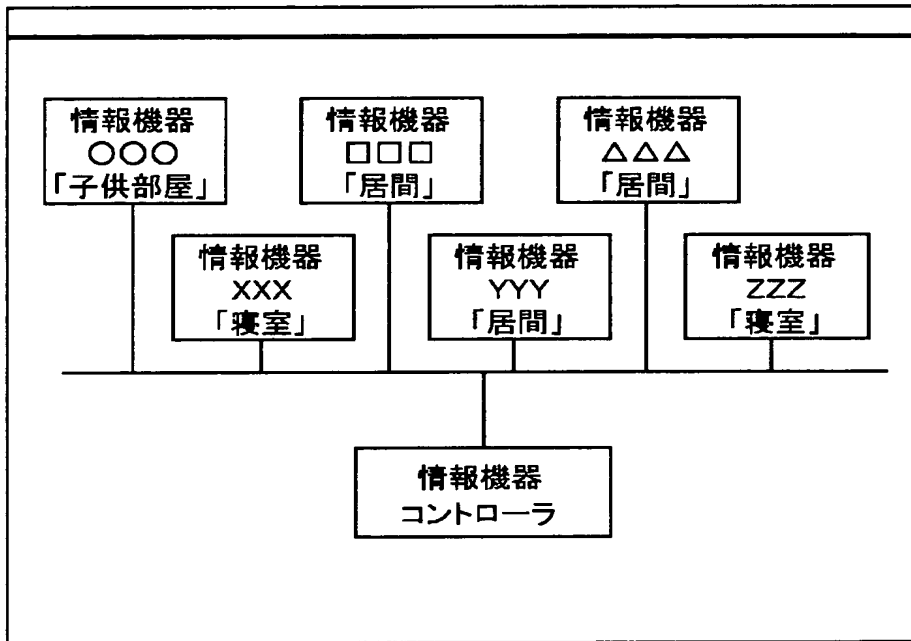 情報機器
○○○
「子供部屋」
情報機器
□□□
「居間」
情報機器
△△△
「居間」
情報機器
XXX
「寝室」
情報機器
YYY
「居間」
情報機器
ZZZ
「寝室」
情報機器
コントローラ